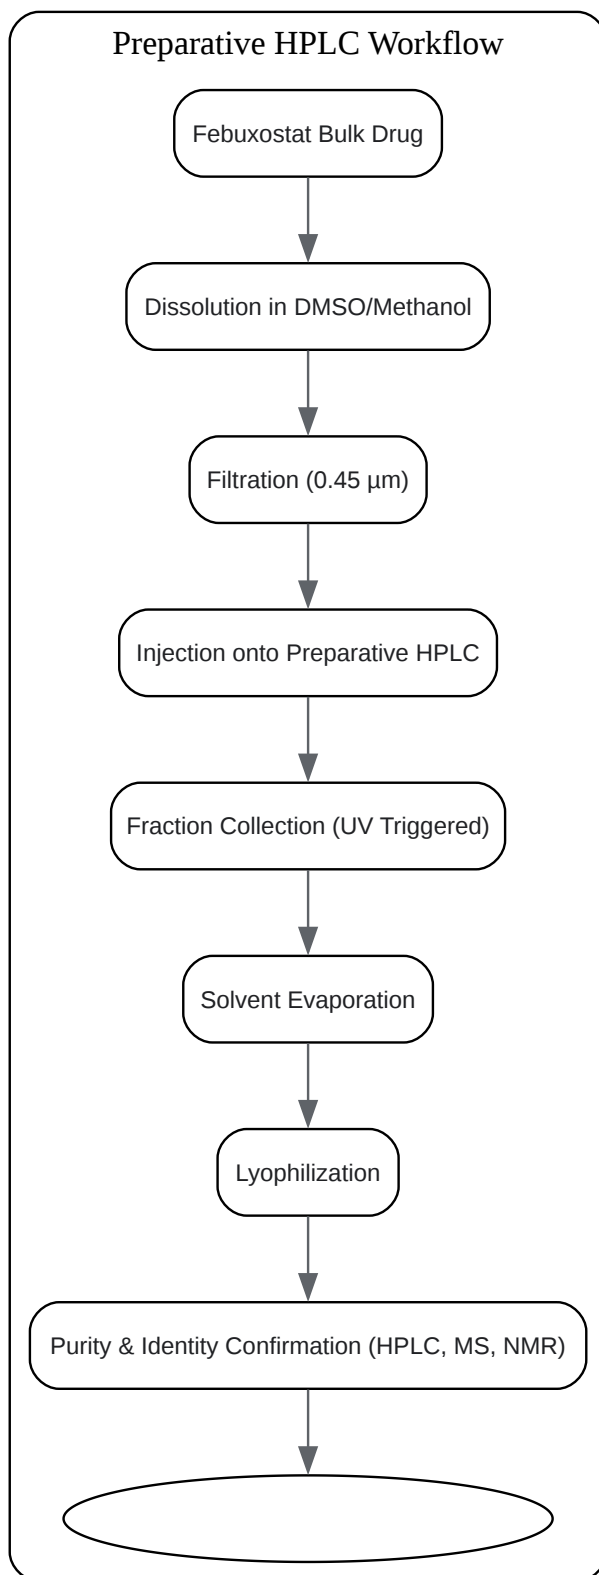 Preparative HPLC Workflow
Febuxostat Bulk Drug
Dissolution in DMSO/Methanol
Filtration (0.45 µm)
Injection onto Preparative HPLC
Fraction Collection (UV Triggered)
Solvent Evaporation
Lyophilization
Purity & Identity Confirmation (HPLC, MS, NMR)